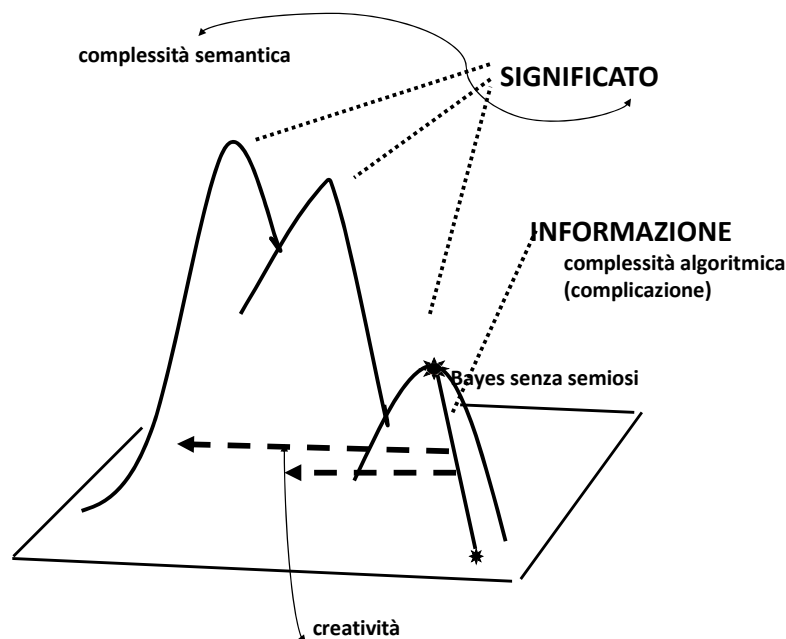 complessità semantica
SIGNIFICATO
INFORMAZIONE
complessità algoritmica
(complicazione)
Bayes senza semiosi
creatività